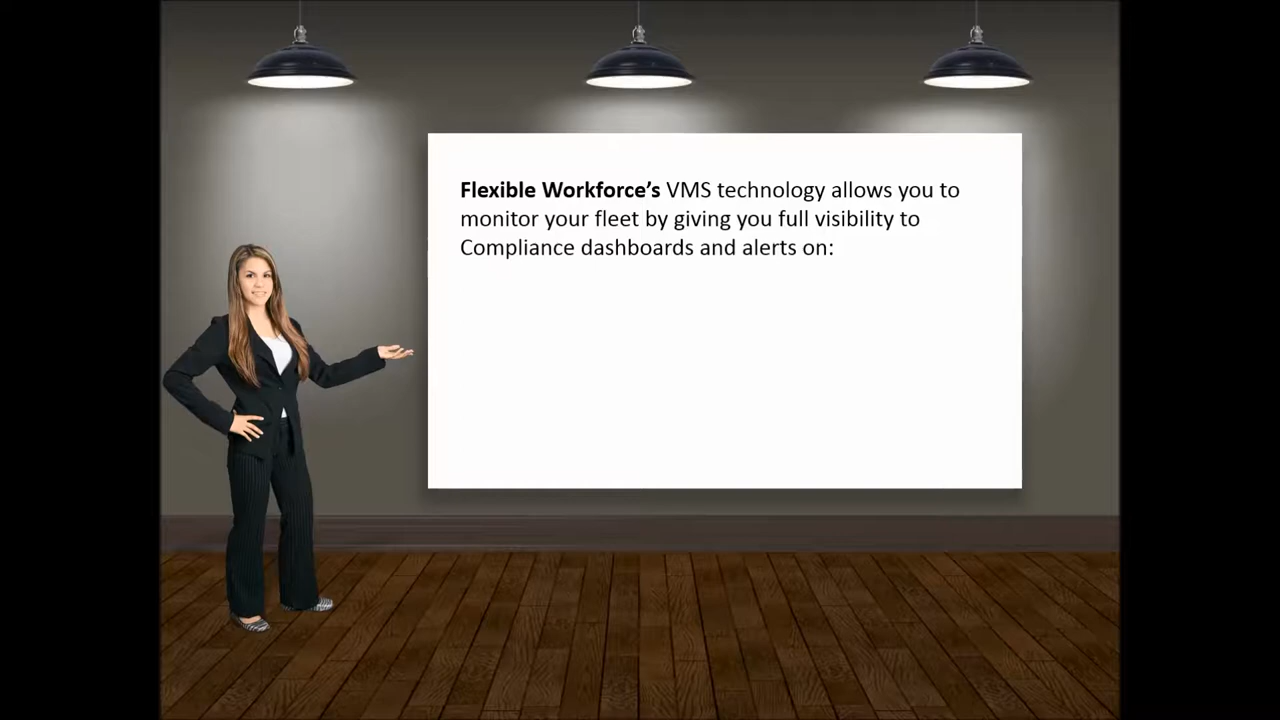 Flexible Workforce’s VMS technology allows you to
monitor your fleet by giving you full visibility to
Compliance dashboards and alerts on: